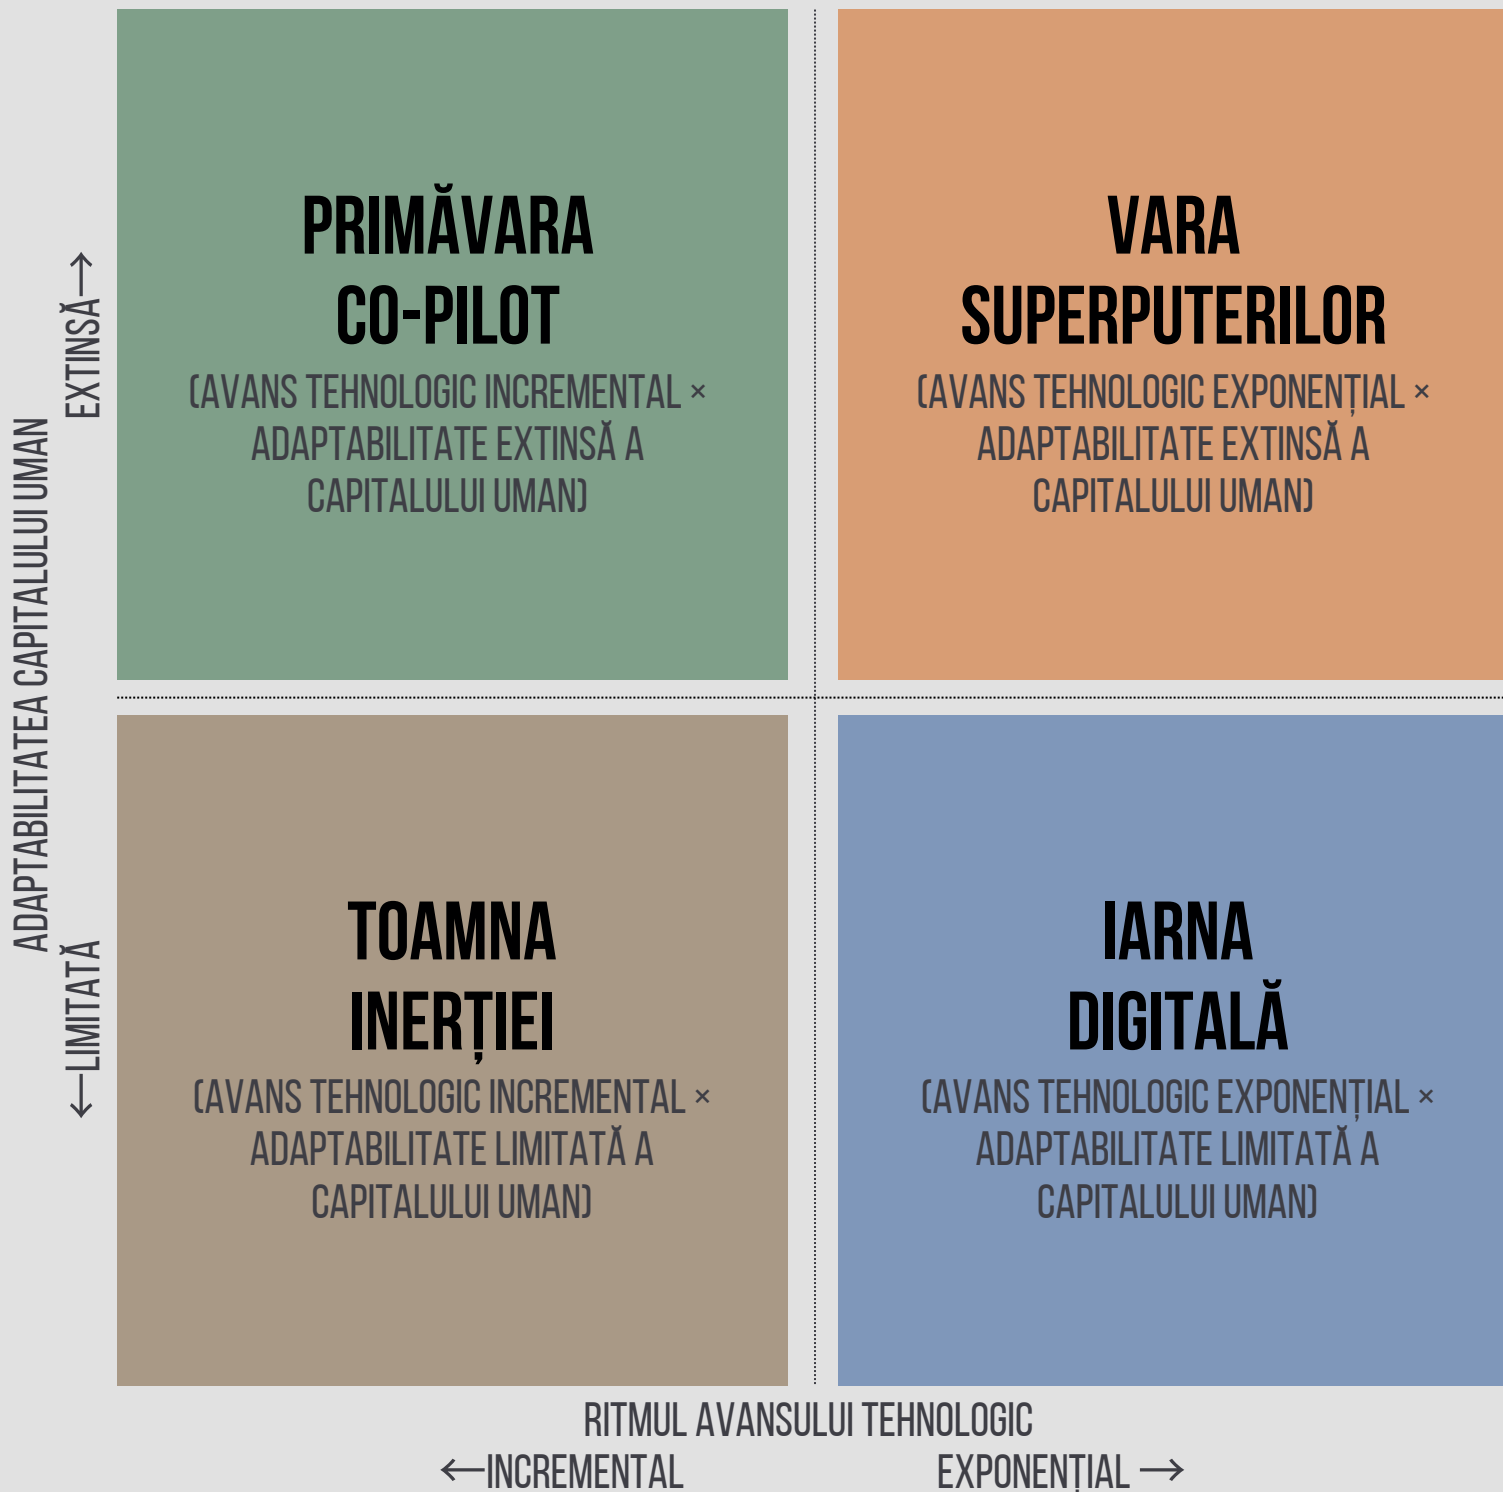 ADAPTABILITATEA CAPITALULUI UMAN
EXTINSĂ→
←LIMITATĂ
PRIMĂVARA
CO-PILOT
(AVANS TEHNOLOGIC INCREMENTAL ×
ADAPTABILITATE EXTINSĂ A
CAPITALULUI UMAN)
VARA
SUPERPUTERILOR
(AVANS TEHNOLOGIC EXPONENȚIAL ×
ADAPTABILITATE EXTINSĂ A
CAPITALULUI UMAN)
TOAMNA
INERȚIEI
(AVANS TEHNOLOGIC INCREMENTAL ×
ADAPTABILITATE LIMITATĂ A
CAPITALULUI UMAN)
IARNA
DIGITALĂ
(AVANS TEHNOLOGIC EXPONENȚIAL ×
ADAPTABILITATE LIMITATĂ A
CAPITALULUI UMAN)
RITMUL AVANSULUI TEHNOLOGIC
←INCREMENTAL
EXPONENȚIAL →